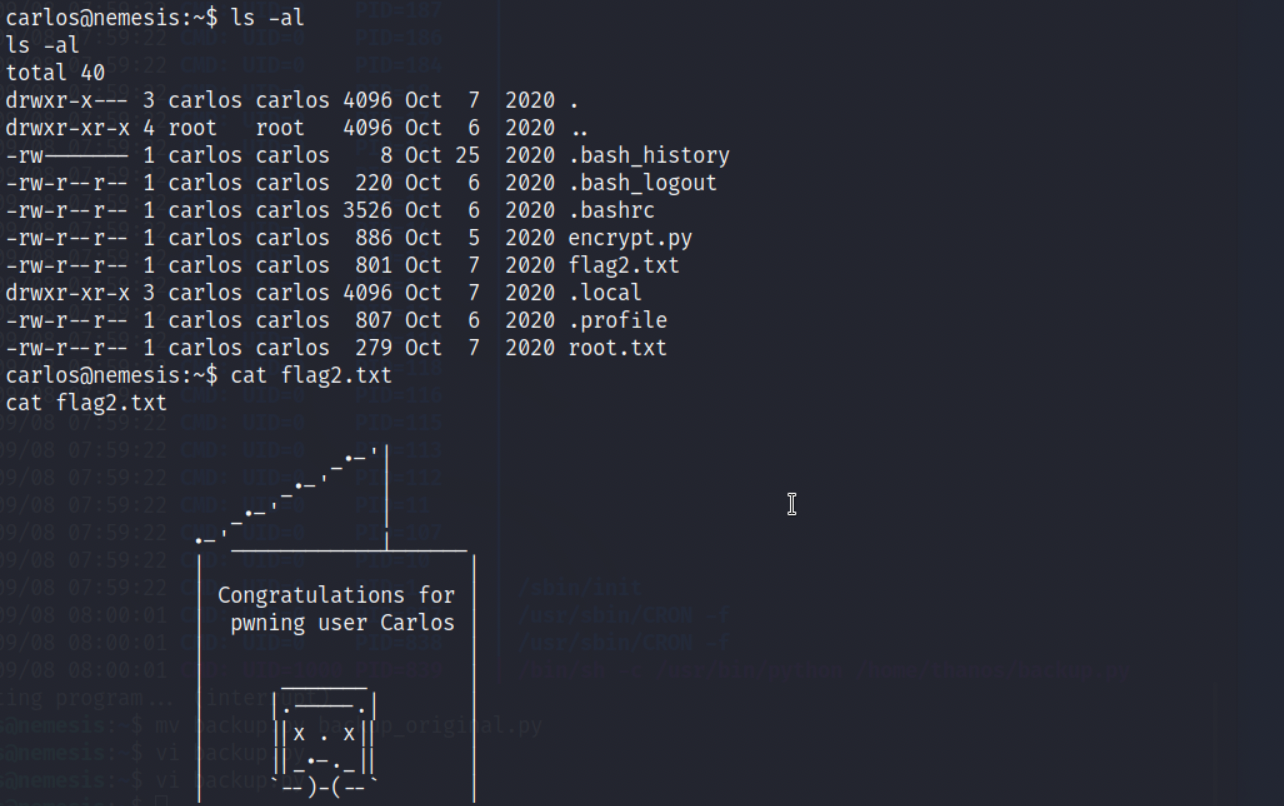 carlos@nemesis:~$ ls -al
ls -al
total 40
drwxr-x--- 3 carlos carlos 4096 Oct  7  2020 .
drwxr-xr-x 4 root   root   4096 Oct  6  2020 ..
-rw------- 1 carlos carlos    8 Oct 25  2020 .bash_history
-rw-r--r-- 1 carlos carlos  220 Oct  6  2020 .bash_logout
-rw-r--r-- 1 carlos carlos 3526 Oct  6  2020 .bashrc
-rw-r--r-- 1 carlos carlos  886 Oct  5  2020 encrypt.py
-rw-r--r-- 1 carlos carlos  801 Oct  7  2020 flag2.txt
drwxr-xr-x 3 carlos carlos 4096 Oct  7  2020 .local
-rw-r--r-- 1 carlos carlos  807 Oct  6  2020 .profile
-rw-r--r-- 1 carlos carlos  279 Oct  7  2020 root.txt
carlos@nemesis:~$ cat flag2.txt
cat flag2.txt
Congratulations for
pwning user Carlos
x . x